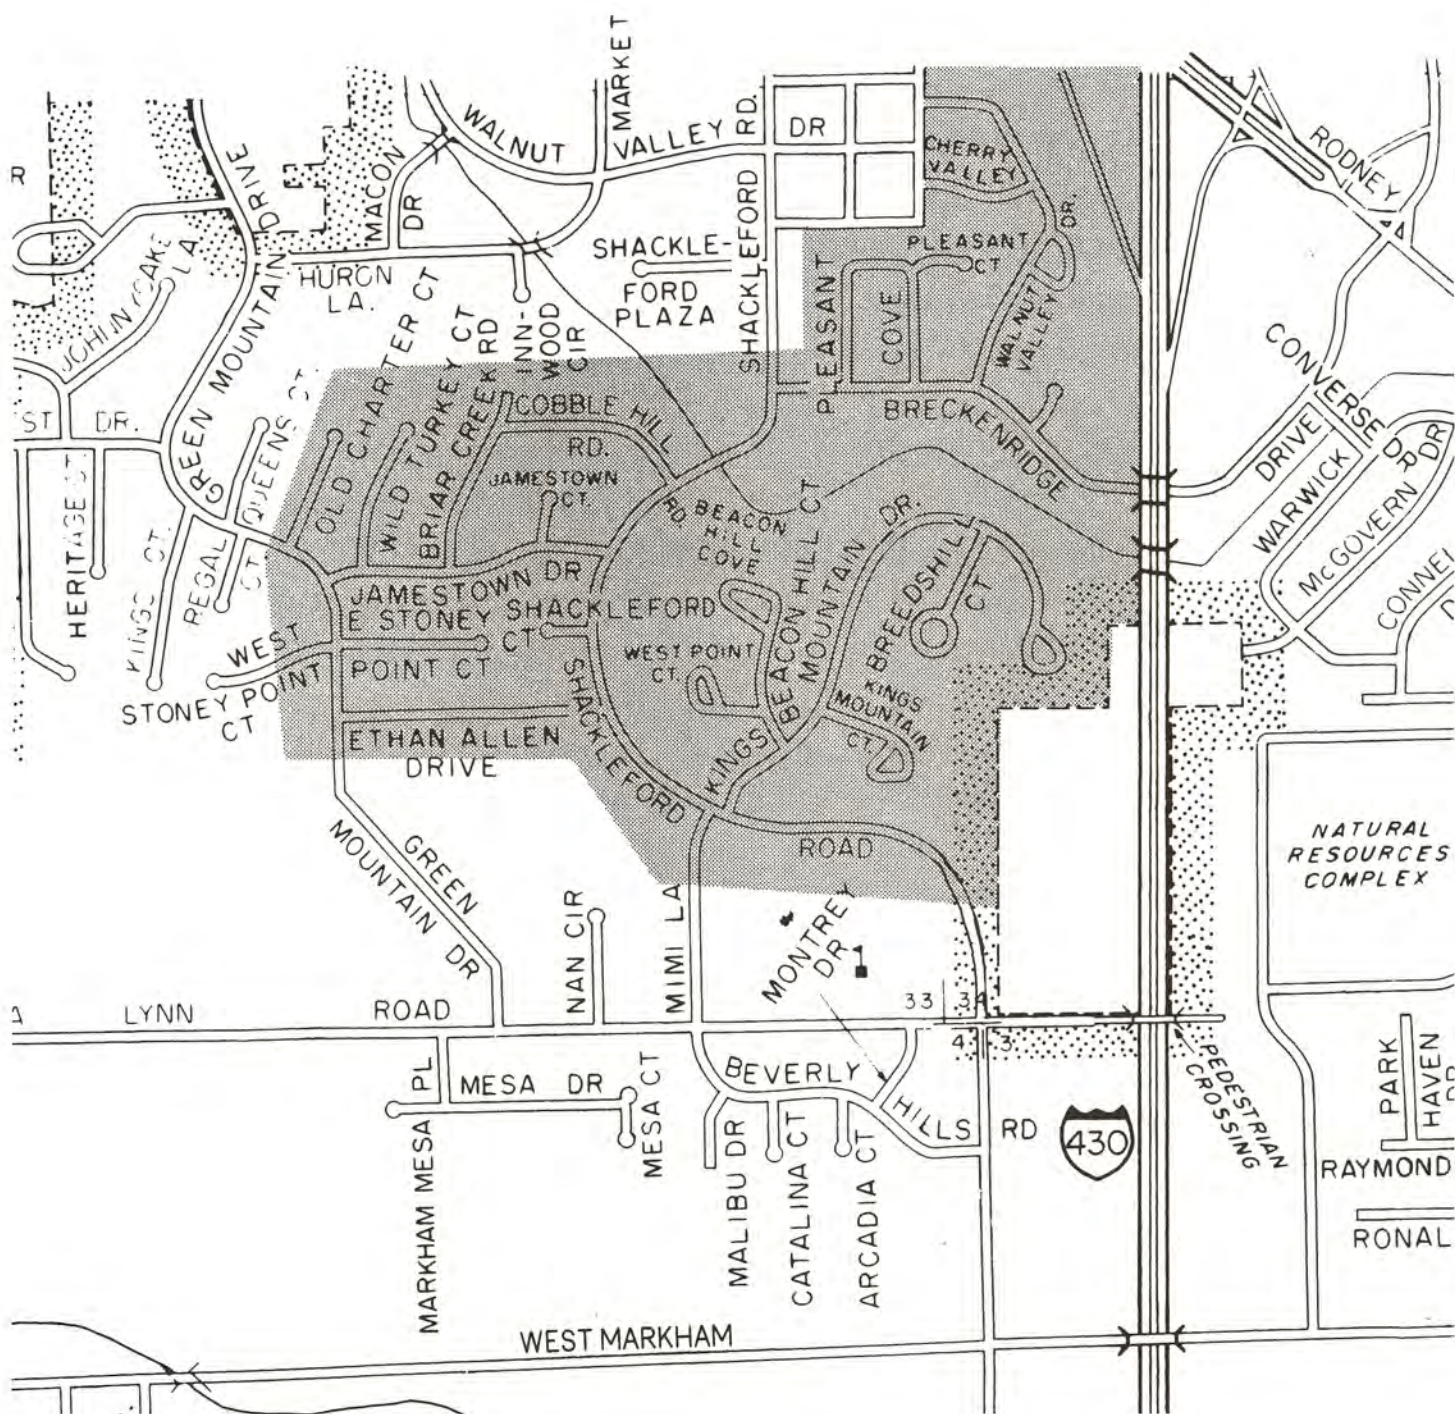 MARKET
WALNUT
VALLEY RD.
DR
RODNEY
R
DRIVE
MACON
DR
CHERRY
VALLEY
DR.
SHACKLE-
FORD
PLAZA
SHACKLEFORD
PLEASANT
CT
PLEASANT
COVE
WALNUT
VALLEY
JOHNNYCAKE
LA
HURON
LA.
GREEN MOUNTAIN
INN-
WOOD
CIR
CONVERSE DR
DRIVE
OLD CHARTER CT
WILD TURKEY CT
BRIAR CREEK RD
COBBLE HILL
RD.
BRECKENRIDGE
ST DR.
QUEENS CT
JAMESTOWN
CT.
RD.
BEACON
HILL
COVE
BEACON HILL CT
WARWICK
DR
McGOVERN
HERITAGE CT
KINGS CT.
REGAL
CT
JAMESTOWN DR
E STONEY
CT
SHACKLEFORD
BREEDSHILL
CT
WEST
POINT CT
WEST POINT
CT.
STONEY POINT
CT
SHACKLEFORD
KINGS
MOUNTAIN
DR.
KINGS
MOUNTAIN
CT.
ETHAN ALLEN
DRIVE
ROAD
GREEN
MOUNTAIN DR
NATURAL
RESOURCES
COMPLEX
NAN CIR
MIMI LA
MONTREY
DR
33 34
4 3
A LYNN ROAD
MARKHAM MESA PL
MESA DR
MESA CT
BEVERLY
HILLS RD
MALIBU DR
CATALINA CT
ARCADIA CT
430
PEDESTRIAN
CROSSING
PARK
HAVEN
DR
RAYMOND
RONAL
WEST MARKHAM